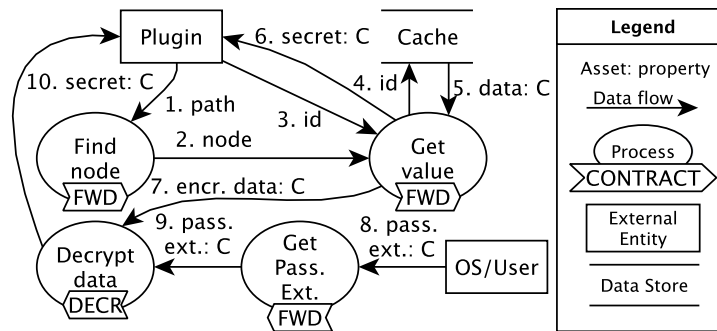 Plugin
6. secret: C
Cache
Legend
10. secret: C
4. id
5. data: C
Asset: property
1. path
3. id
Data flow
2. node
Find
node
FWD
Get
value
FWD
Process
CONTRACT
7. encr. data: C
9. pass.
ext.: C
8. pass.
ext.: C
External
Entity
Decrypt
data
DECR
Get
Pass.
Ext.
FWD
OS/User
Data Store